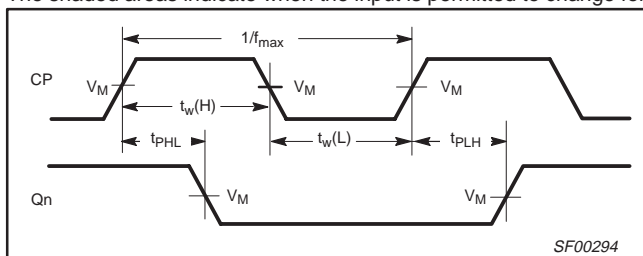 The shaded areas indicate when the input is permitted to change for
1/fmax
CP
VM VM VM
tw(H)
tPHL tw(L) tPLH
Qn VM VM
SF00294